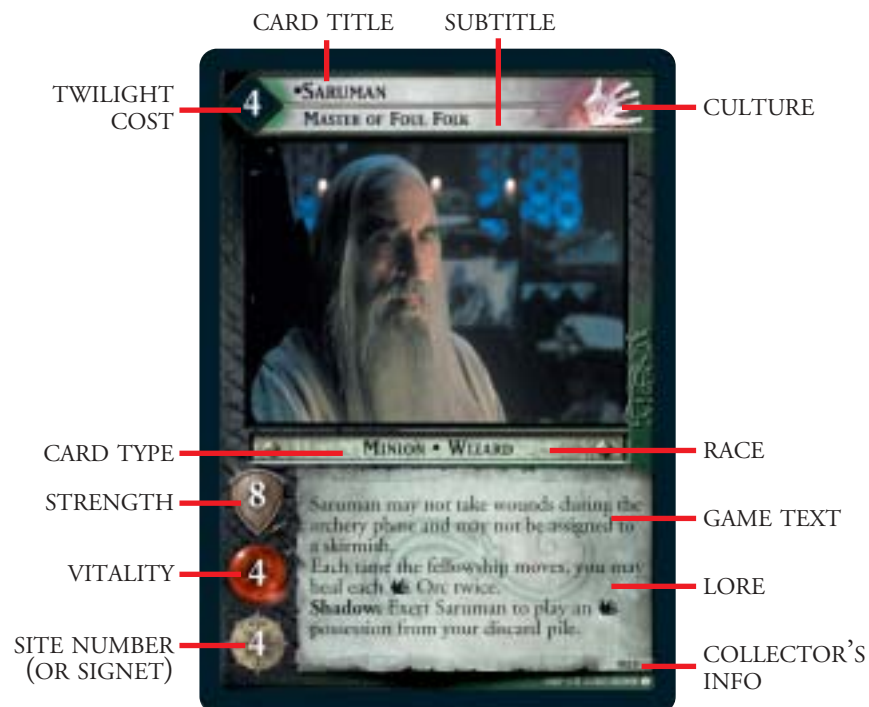 CARD TITLE SUBTITLE
TWILIGHT
COST
4
•SARUMAN
MASTER OF FOUL FOLK
CULTURE
CARD TYPE
MINION • WIZARD
RACE
STRENGTH
8
Saruman may not take wounds during the
archery phase and may not be assigned to
a skirmish.
GAME TEXT
VITALITY
4
Each time the fellowship moves, you may
heal each Orc twice.
LORE
Shadow: Exert Saruman to play an
possession from your discard pile.
SITE NUMBER
(OR SIGNET)
4
COLLECTOR’S
INFO